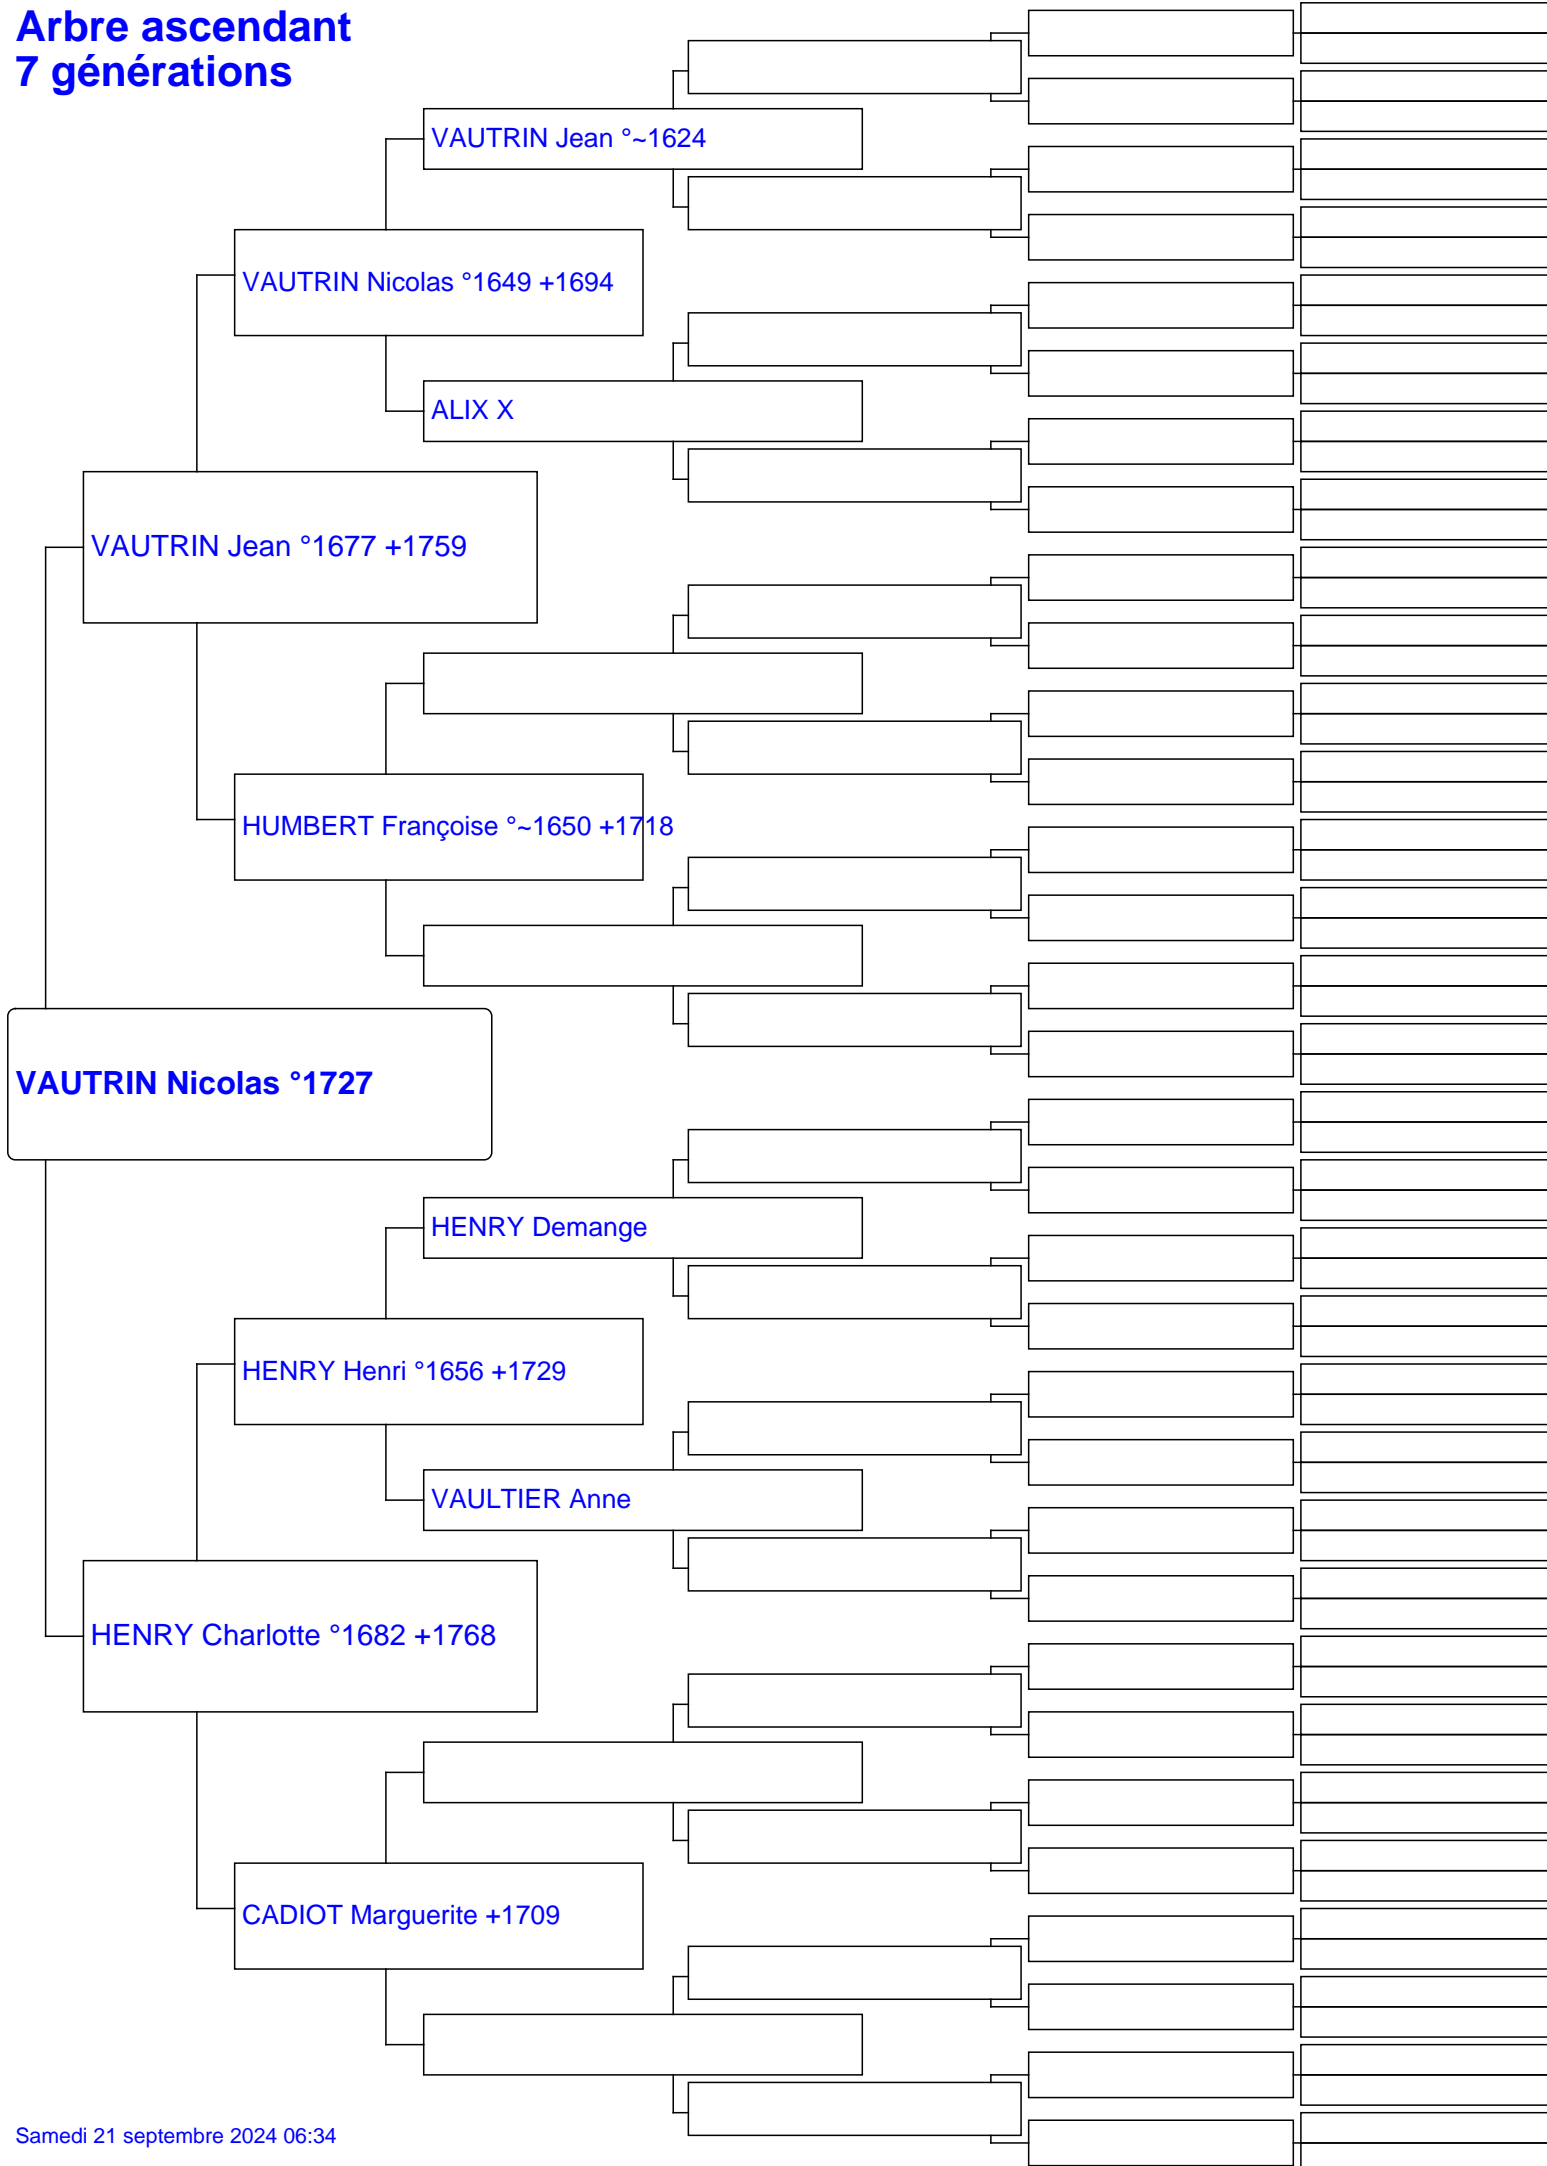 Arbre ascendant
7 générations
VAUTRIN Jean °~1624
VAUTRIN Nicolas °1649 +1694
ALIX X
VAUTRIN Jean °1677 +1759
HUMBERT Françoise °~1650 +1718
VAUTRIN Nicolas °1727
HENRY Demange
HENRY Henri °1656 +1729
VAULTIER Anne
HENRY Charlotte °1682 +1768
CADIOT Marguerite +1709
Samedi 21 septembre 2024 06:34